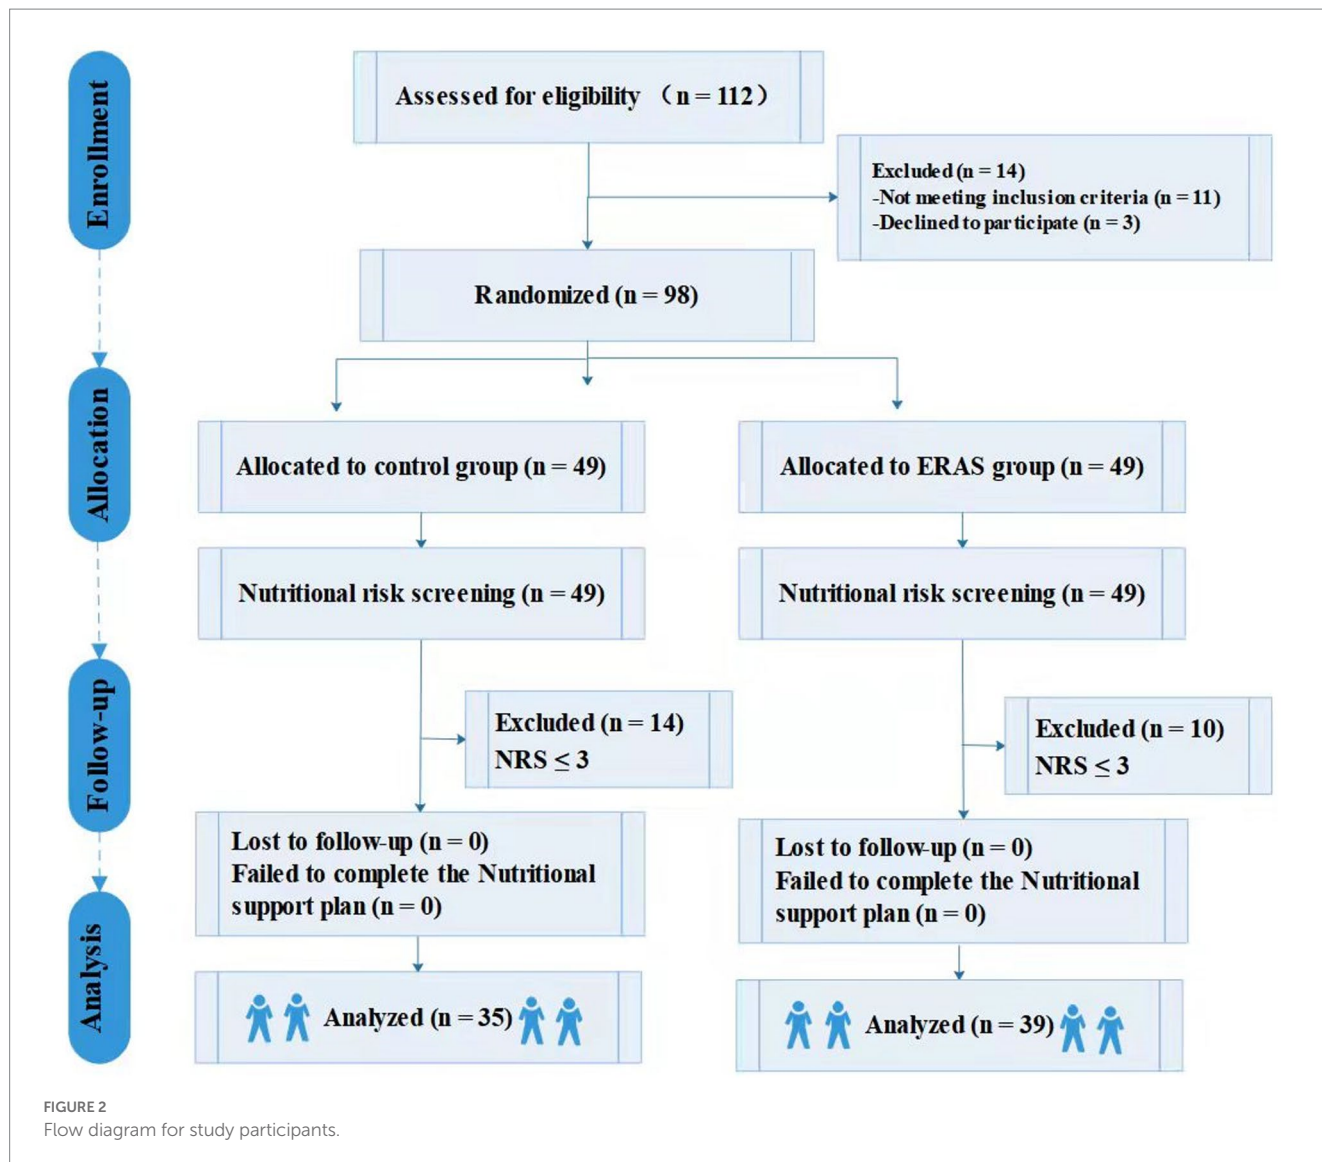 Enrollment
Assessed for eligibility （n = 112）
Excluded (n = 14)
-Not meeting inclusion criteria (n = 11)
-Declined to participate (n = 3)
Randomized (n = 98)
Allocation
Allocated to control group (n = 49)
Allocated to ERAS group (n = 49)
Nutritional risk screening (n = 49)
Nutritional risk screening (n = 49)
Follow-up
Excluded (n = 14)
NRS ≤ 3
Excluded (n = 10)
NRS ≤ 3
Lost to follow-up (n = 0)
Failed to complete the Nutritional
support plan (n = 0)
Lost to follow-up (n = 0)
Failed to complete the Nutritional
support plan (n = 0)
Analysis
Analyzed (n = 35)
Analyzed (n = 39)
FIGURE 2
Flow diagram for study participants.